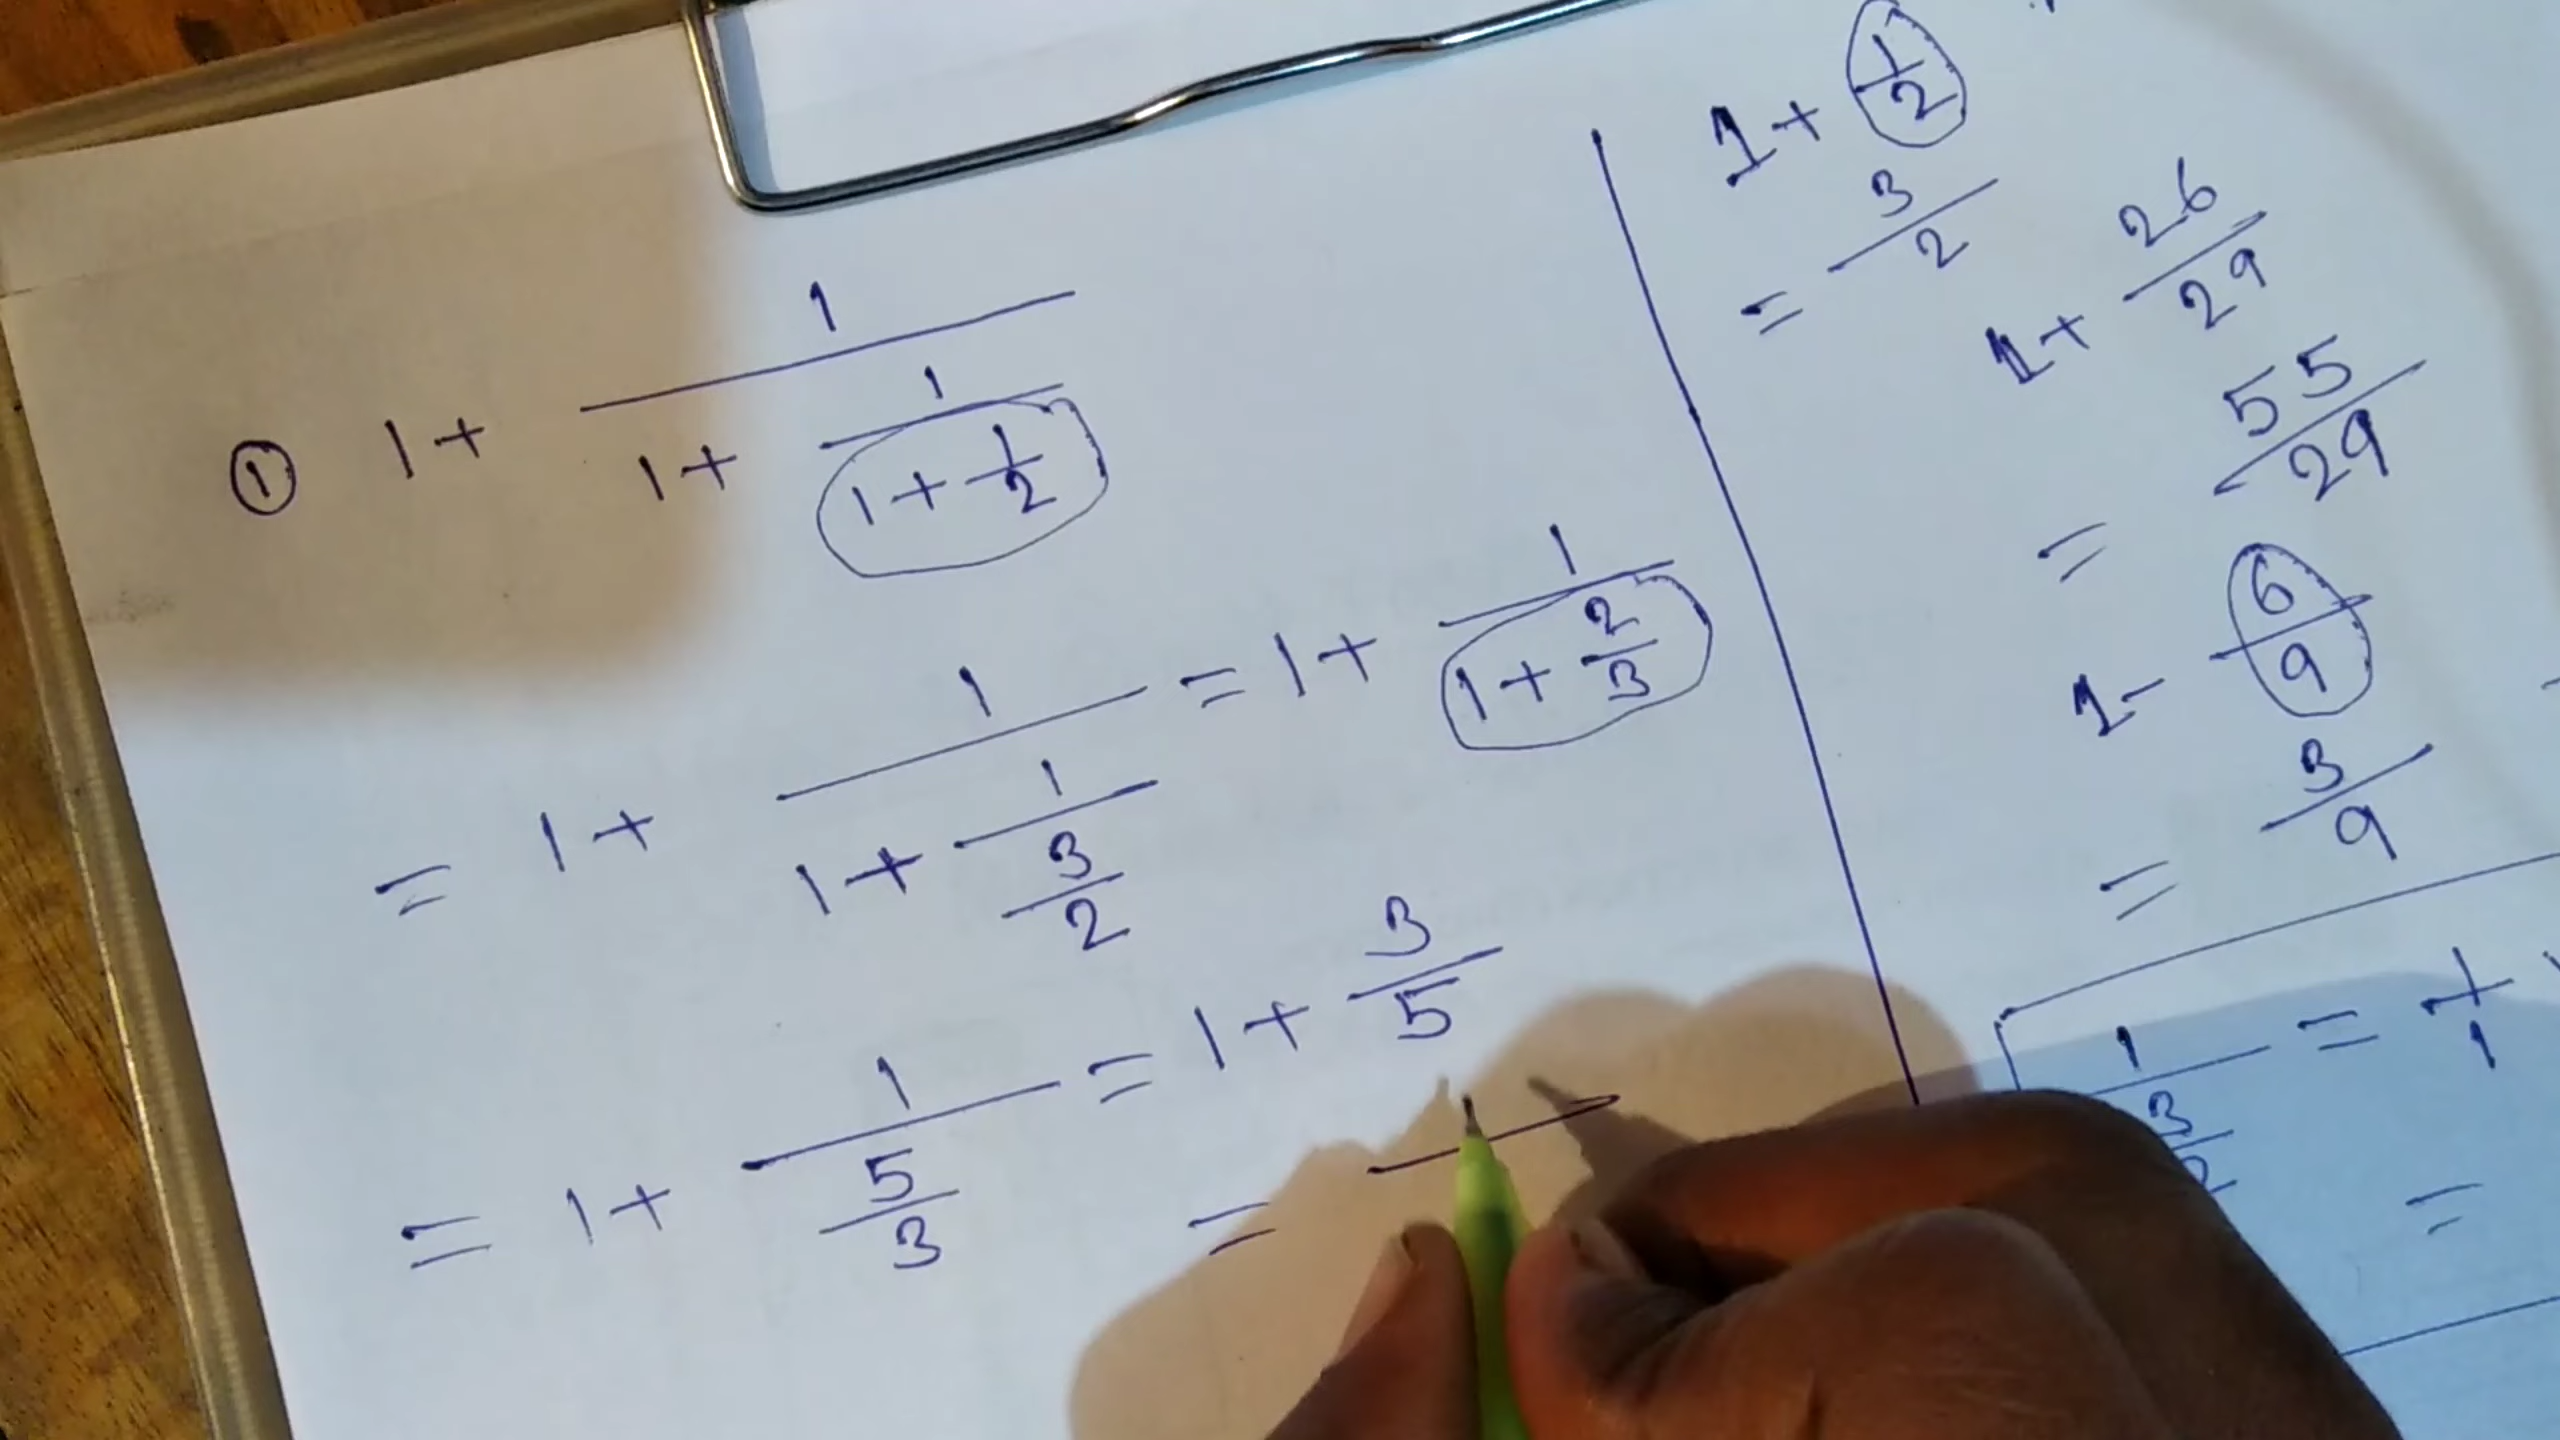 ① 1 + 1/(1 + 1/(1 + 1/2))
= 1 + 1/(1 + 1/(3/2)) = 1 + 1/(1 + 2/3)
= 1 + 1/(5/3) = 1 + 3/5
=
1 + 1/2
= 3/2
1 + 26/29
= 55/29
1 - 6/9
= 3/9
= 1/1
=